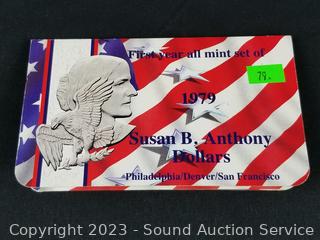 First year all mint set of
79.
1979
Susan B. Anthony
Dollars
Philadelphia/Denver/San Francisco
Copyright 2023 - Sound Auction Service